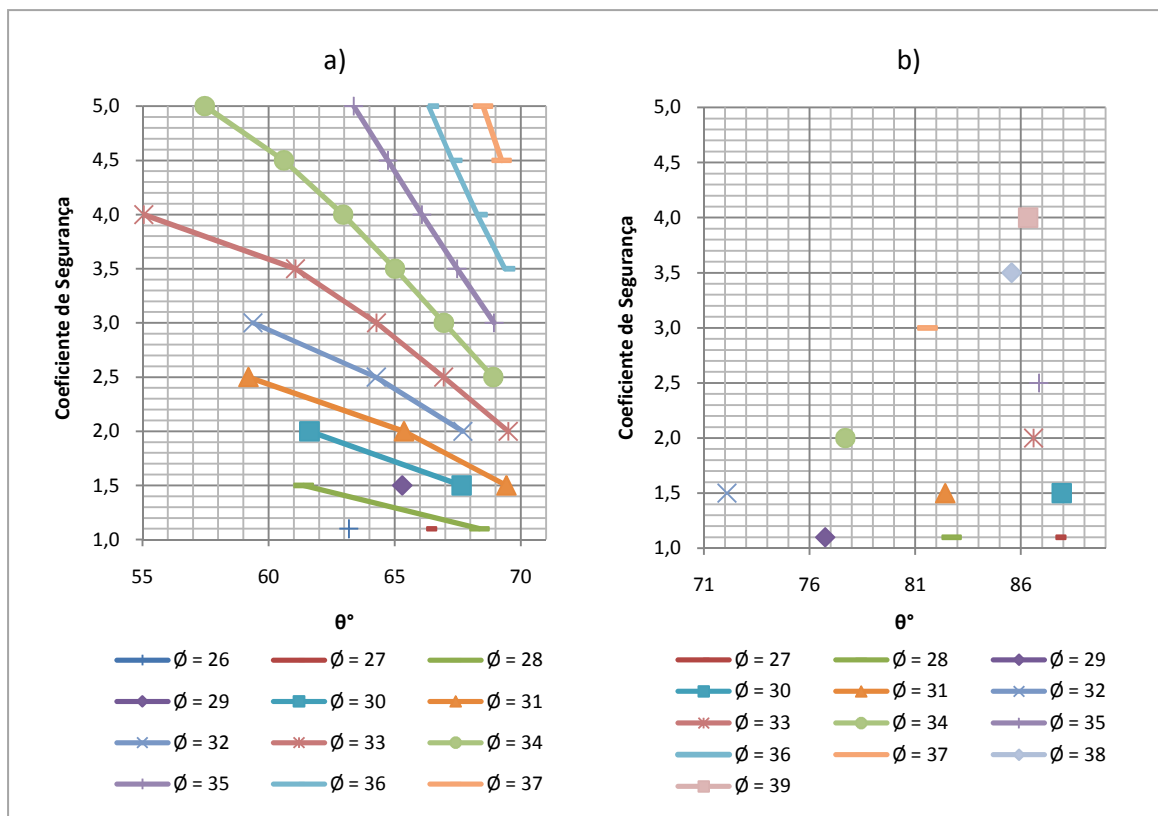 a)
5,0
4,5
4,0
3,5
3,0
2,5
2,0
1,5
1,0
Coeficiente de Segurança
55 60 65 70
θ°
Ø = 26 Ø = 27 Ø = 28
Ø = 29 Ø = 30 Ø = 31
Ø = 32 Ø = 33 Ø = 34
Ø = 35 Ø = 36 Ø = 37
b)
5,0
4,5
4,0
3,5
3,0
2,5
2,0
1,5
1,0
Coeficiente de Segurança
71 76 81 86
θ°
Ø = 27 Ø = 28 Ø = 29
Ø = 30 Ø = 31 Ø = 32
Ø = 33 Ø = 34 Ø = 35
Ø = 36 Ø = 37 Ø = 38
Ø = 39